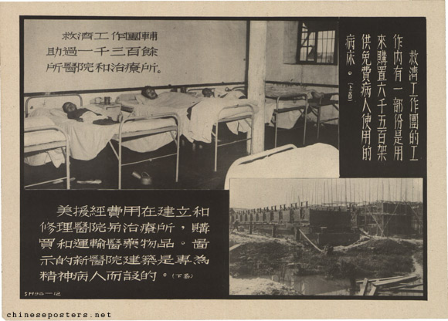 救濟工作團輔
助過一千三百餘
所醫院和治療所。
救濟工作團的工
作內有一部份是用
來購置六千五百架
供免費病人使用的
病床。(上圖)
美援經費用在建立和
修理醫院與治療所,購
買和運輸醫藥物品。圖
示的新醫院建築是專為
精神病人而設的。(下圖)
chineseposters.net